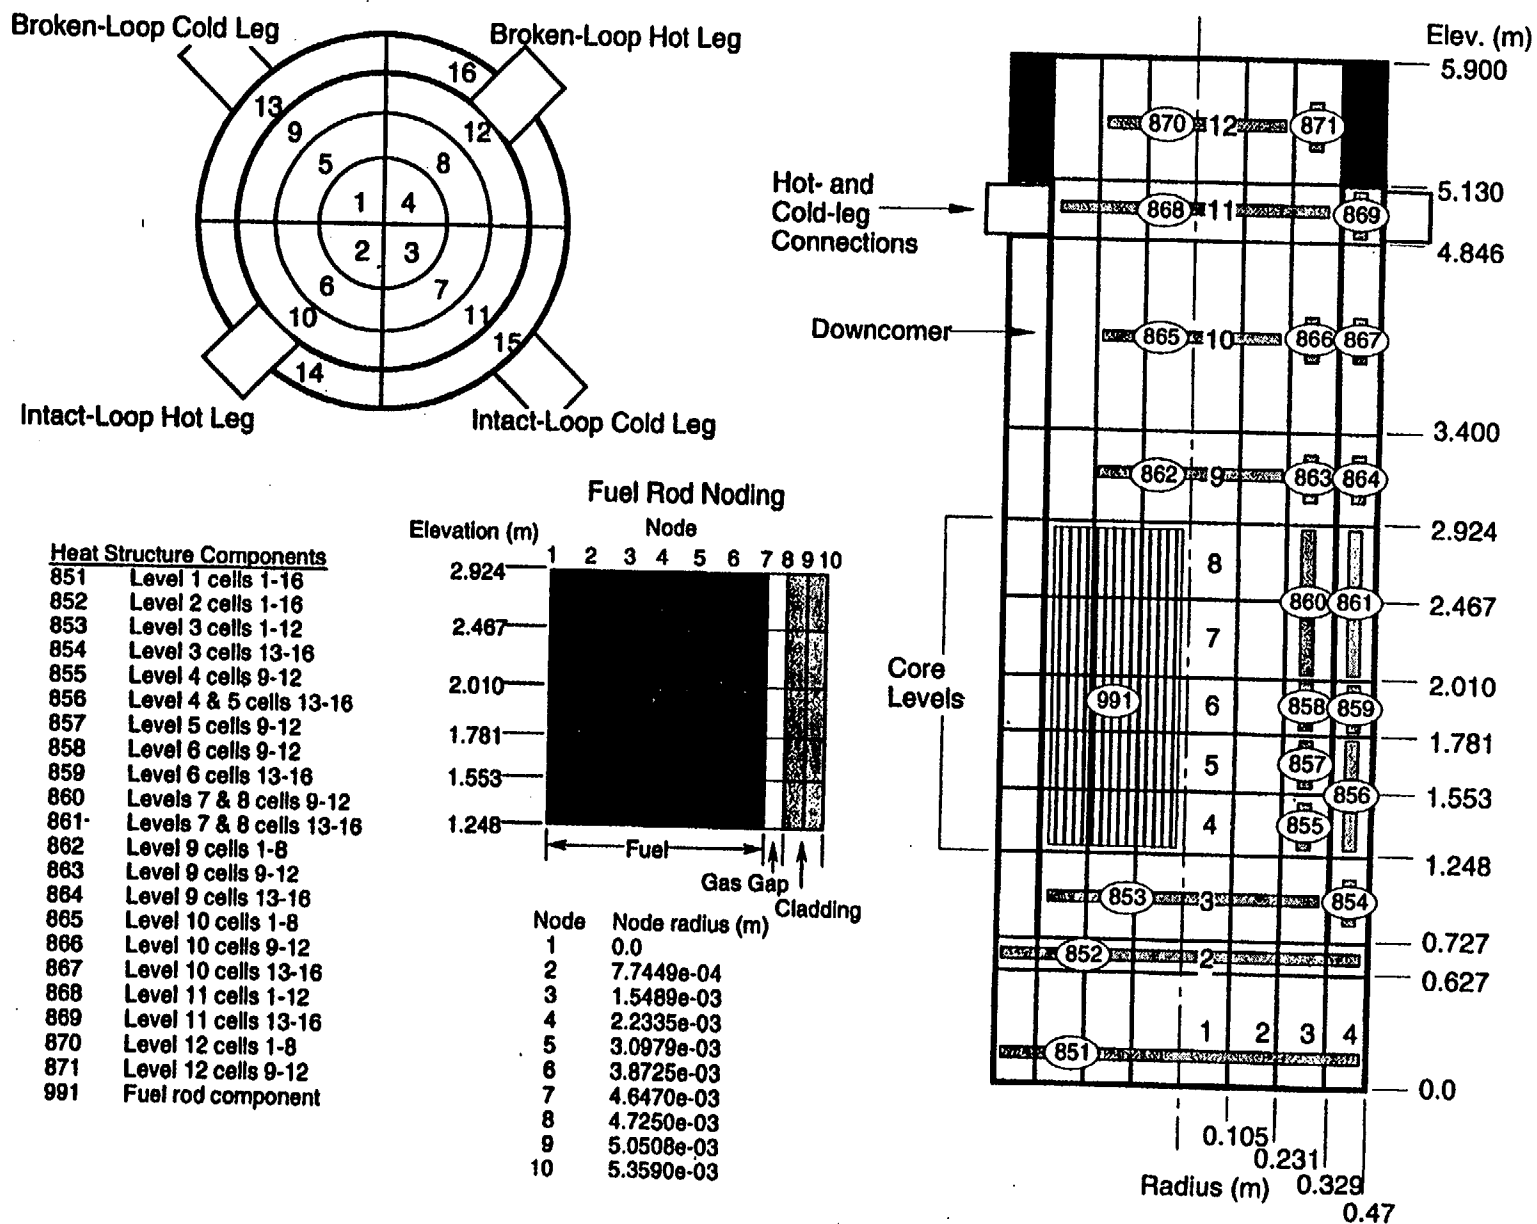 Broken-Loop Cold Leg
Broken-Loop Hot Leg
16
13
9
12
5
8
1
4
2
3
6
7
10
11
15
14
Intact-Loop Hot Leg
Intact-Loop Cold Leg
Heat Structure Components
851 Level 1 cells 1-16
852 Level 2 cells 1-16
853 Level 3 cells 1-12
854 Level 3 cells 13-16
855 Level 4 cells 9-12
856 Level 4 & 5 cells 13-16
857 Level 5 cells 9-12
858 Level 6 cells 9-12
859 Level 6 cells 13-16
860 Levels 7 & 8 cells 9-12
861 Levels 7 & 8 cells 13-16
862 Level 9 cells 1-8
863 Level 9 cells 9-12
864 Level 9 cells 13-16
865 Level 10 cells 1-8
866 Level 10 cells 9-12
867 Level 10 cells 13-16
868 Level 11 cells 1-12
869 Level 11 cells 13-16
870 Level 12 cells 1-8
871 Level 12 cells 9-12
991 Fuel rod component
Fuel Rod Noding
Elevation (m)
Node
1 2 3 4 5 6 7 8 9 10
2.924
2.467
2.010
1.781
1.553
1.248
Fuel
Gas Gap
Cladding
Node Node radius (m)
1 0.0
2 7.7449e-04
3 1.5489e-03
4 2.2335e-03
5 3.0979e-03
6 3.8725e-03
7 4.6470e-03
8 4.7250e-03
9 5.0508e-03
10 5.3590e-03
Elev. (m)
5.900
870 12 871
5.130
Hot- and
Cold-leg
Connections
868 11 869
4.846
Downcomer
865 10 866 867
3.400
862 9 863 864
2.924
8
860 861
2.467
7
Core
Levels
2.010
991
6 858 859
1.781
5 857
856
1.553
4 855
1.248
853 3 854
0.727
852 2
0.627
1 2 3 4
851
0.0
0.105
0.231
Radius (m)
0.329
0.47